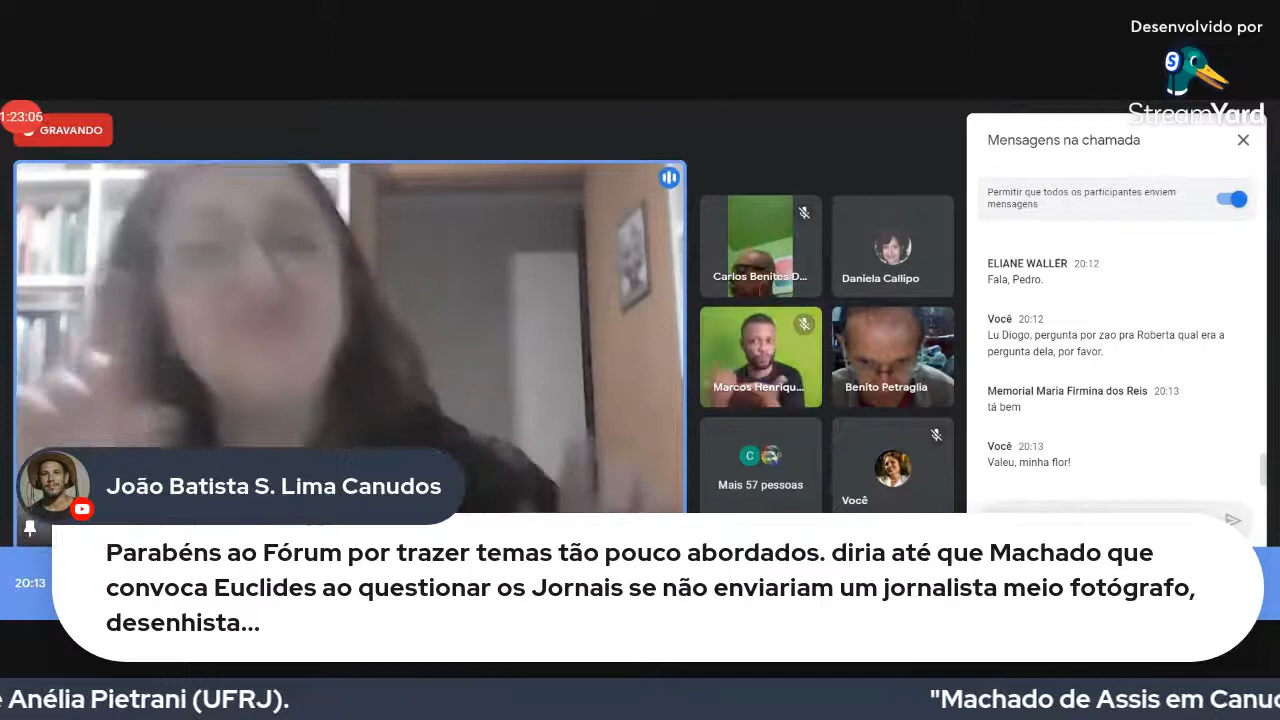 Desenvolvido por
StreamYard
1:23:06
GRAVANDO
Mensagens na chamada
Permitir que todos os participantes enviem
mensagens
ELIANE WALLER 20:12
Fala, Pedro.
Você 20:12
Lu Diogo, pergunta por zao pra Roberta qual era a
pergunta dela, por favor.
Memorial Maria Firmina dos Reis 20:13
tá bem
Você 20:13
Valeu, minha flor!
Carlos Benites D...
Daniela Callipo
Marcos Henriqu...
Benito Petraglia
C
Mais 57 pessoas
Você
João Batista S. Lima Canudos
Parabéns ao Fórum por trazer temas tão pouco abordados. diria até que Machado que
convoca Euclides ao questionar os Jornais se não enviariam um jornalista meio fotógrafo,
desenhista...
20:13
e Anélia Pietrani (UFRJ). "Machado de Assis em Canud